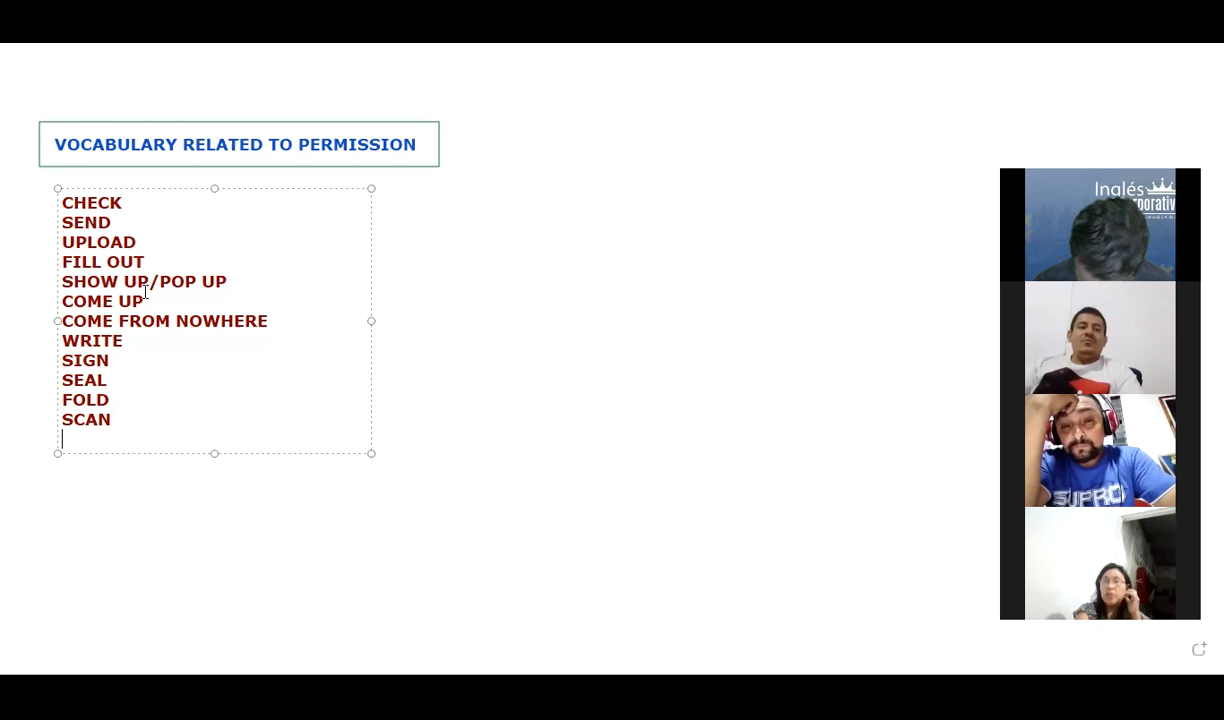 VOCABULARY RELATED TO PERMISSION
CHECK
SEND
UPLOAD
FILL OUT
SHOW UP/POP UP
COME UP
COME FROM NOWHERE
WRITE
SIGN
SEAL
FOLD
SCAN
Inglés